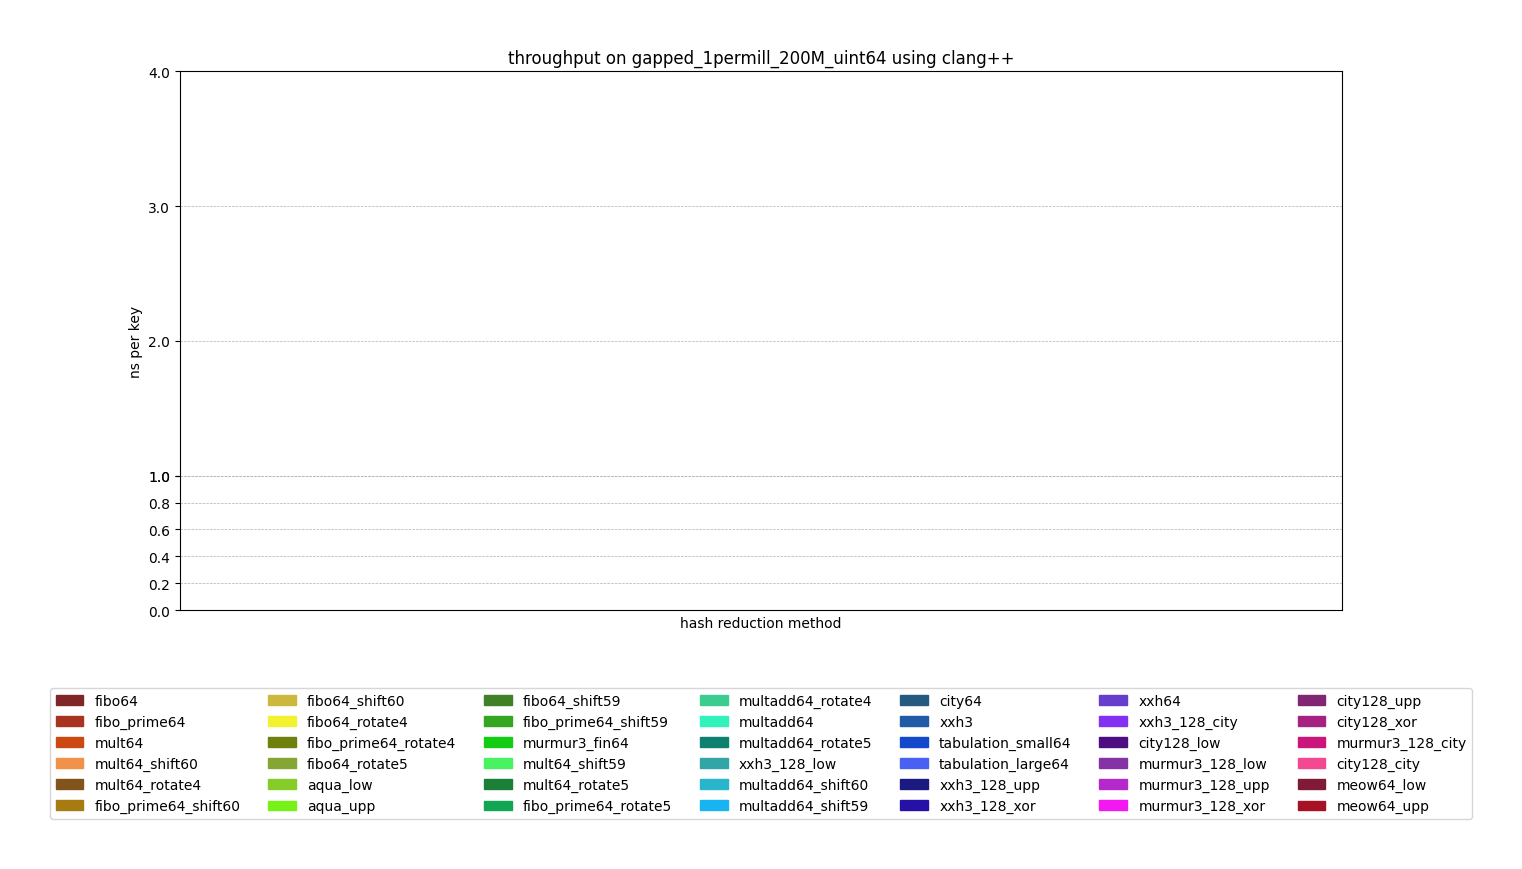 throughput on gapped_1permill_200M_uint64 using clang++
4.0
3.0
2.0
1.0
0.8
0.6
0.4
0.2
0.0
ns per key
hash reduction method
fibo64
fibo_prime64
mult64
mult64_shift60
mult64_rotate4
fibo_prime64_shift60
fibo64_shift60
fibo64_rotate4
fibo_prime64_rotate4
fibo64_rotate5
aqua_low
aqua_upp
fibo64_shift59
fibo_prime64_shift59
murmur3_fin64
mult64_shift59
mult64_rotate5
fibo_prime64_rotate5
multadd64_rotate4
multadd64
multadd64_rotate5
xxh3_128_low
multadd64_shift60
multadd64_shift59
city64
xxh3
tabulation_small64
tabulation_large64
xxh3_128_upp
xxh3_128_xor
xxh64
xxh3_128_city
city128_low
murmur3_128_low
murmur3_128_upp
murmur3_128_xor
city128_upp
city128_xor
murmur3_128_city
city128_city
meow64_low
meow64_upp